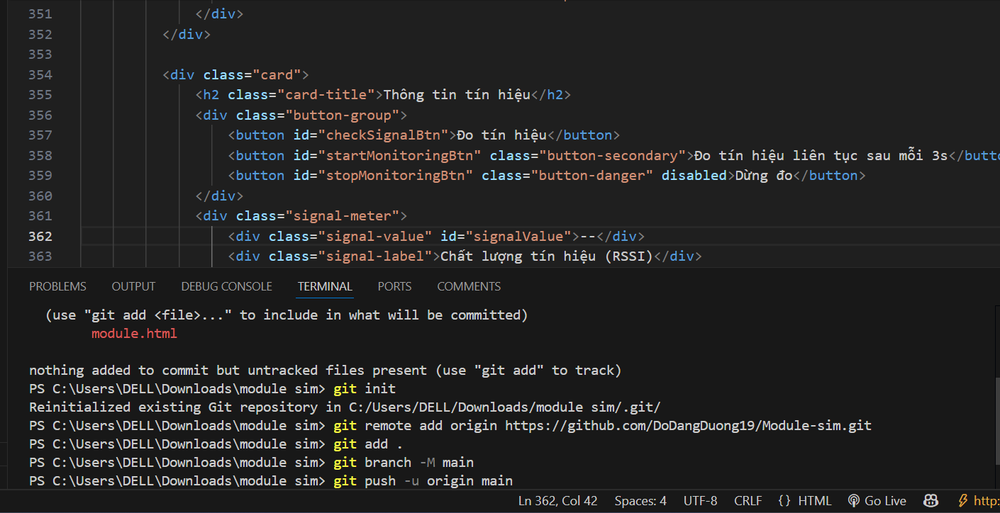 351 </div>
352 </div>
353
354 <div class="card">
355 <h2 class="card-title">Thông tin tín hiệu</h2>
356 <div class="button-group">
357 <button id="checkSignalBtn">Đo tín hiệu</button>
358 <button id="startMonitoringBtn" class="button-secondary">Đo tín hiệu liên tục sau mỗi 3s</butto
359 <button id="stopMonitoringBtn" class="button-danger" disabled>Dừng đo</button>
360 </div>
361 <div class="signal-meter">
362 <div class="signal-value" id="signalValue">--</div>
363 <div class="signal-label">Chất lượng tín hiệu (RSSI)</div>
PROBLEMS OUTPUT DEBUG CONSOLE TERMINAL PORTS COMMENTS
(use "git add <file>..." to include in what will be committed)
module.html
nothing added to commit but untracked files present (use "git add" to track)
PS C:\Users\DELL\Downloads\module sim> git init
Reinitialized existing Git repository in C:/Users/DELL/Downloads/module sim/.git/
PS C:\Users\DELL\Downloads\module sim> git remote add origin https://github.com/DoDangDuong19/Module-sim.git
PS C:\Users\DELL\Downloads\module sim> git add .
PS C:\Users\DELL\Downloads\module sim> git branch -M main
PS C:\Users\DELL\Downloads\module sim> git push -u origin main
Ln 362, Col 42 Spaces: 4 UTF-8 CRLF {} HTML Go Live http: